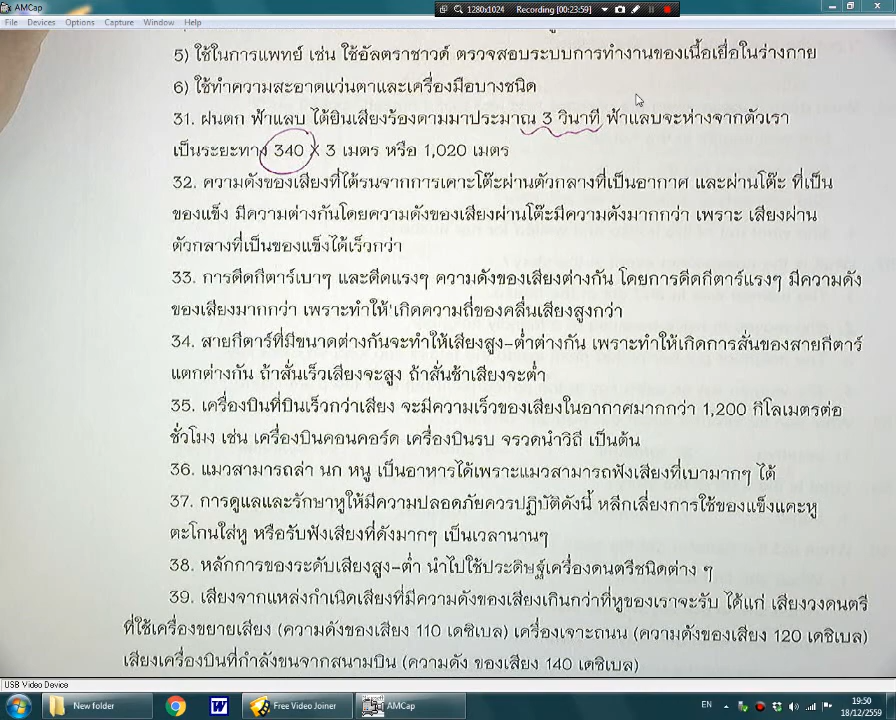 AMCap
1280x1024 Recording [00:23:59]
File Devices Options Capture Window Help
5) ใช้ในการแพทย์ เช่น ใช้อัลตราชาวด์ ตรวจสอบระบบการทำงานของเนื้อเยื่อในร่างกาย
6) ใช้ทำความสะอาดแว่นตาและเครื่องมือบางชนิด
31. ฝนตก ฟ้าแลบ ได้ยินเสียงร้องตามมาประมาณ 3 วินาที ฟ้าแลบจะห่างจากตัวเรา
เป็นระยะทาง 340 X 3 เมตร หรือ 1,020 เมตร
32. ความดังของเสียงที่ได้รนจากการเคาะโต๊ะผ่านตัวกลางที่เป็นอากาศ และผ่านโต๊ะ ที่เป็น
ของแข็ง มีความต่างกันโดยความดังของเสียงผ่านโต๊ะมีความดังมากกว่า เพราะ เสียงผ่าน
ตัวกลางที่เป็นของแข็งได้เร็วกว่า
33. การดีดกีตาร์เบาๆ และดีดแรงๆ ความดังของเสียงต่างกัน โดยการดีดกีตาร์แรงๆ มีความดัง
ของเสียงมากกว่า เพราะทำให้เกิดความถี่ของคลื่นเสียงสูงกว่า
34. สายกีตาร์ที่มีขนาดต่างกันจะทำให้เสียงสูง-ต่ำต่างกัน เพราะทำให้เกิดการสั่นของสายกีตาร์
แตกต่างกัน ถ้าสั่นเร็วเสียงจะสูง ถ้าสั่นช้าเสียงจะต่ำ
35. เครื่องบินที่บินเร็วกว่าเสียง จะมีความเร็วของเสียงในอากาศมากกว่า 1,200 กิโลเมตรต่อ
ชั่วโมง เช่น เครื่องบินคอนคอร์ด เครื่องบินรบ จรวดนำวิถี เป็นต้น
36. แมวสามารถล่า นก หนู เป็นอาหารได้เพราะแมวสามารถฟังเสียงที่เบามากๆ ได้
37. การดูแลและรักษาหูให้มีความปลอดภัยควรปฏิบัติดังนี้ หลีกเลี่ยงการใช้ของแข็งแคะหู
ตะโกนใส่หู หรือรับฟังเสียงที่ดังมากๆ เป็นเวลานานๆ
38. หลักการของระดับเสียงสูง-ต่ำ นำไปใช้ประดิษฐ์เครื่องดนตรีชนิดต่าง ๆ
39. เสียงจากแหล่งกำเนิดเสียงที่มีความดังของเสียงเกินกว่าที่หูของเราจะรับ ได้แก่ เสียงวงดนตรี
ที่ใช้เครื่องขยายเสียง (ความดังของเสียง 110 เดซิเบล) เครื่องเจาะถนน (ความดังของเสียง 120 เดซิเบล)
เสียงเครื่องบินที่กำลังขนจากสนามบิน (ความดัง ของเสียง 140 เดซิเบล)
USB Video Device
New folder Free Video Joiner AMCap EN 19:50
18/12/2559